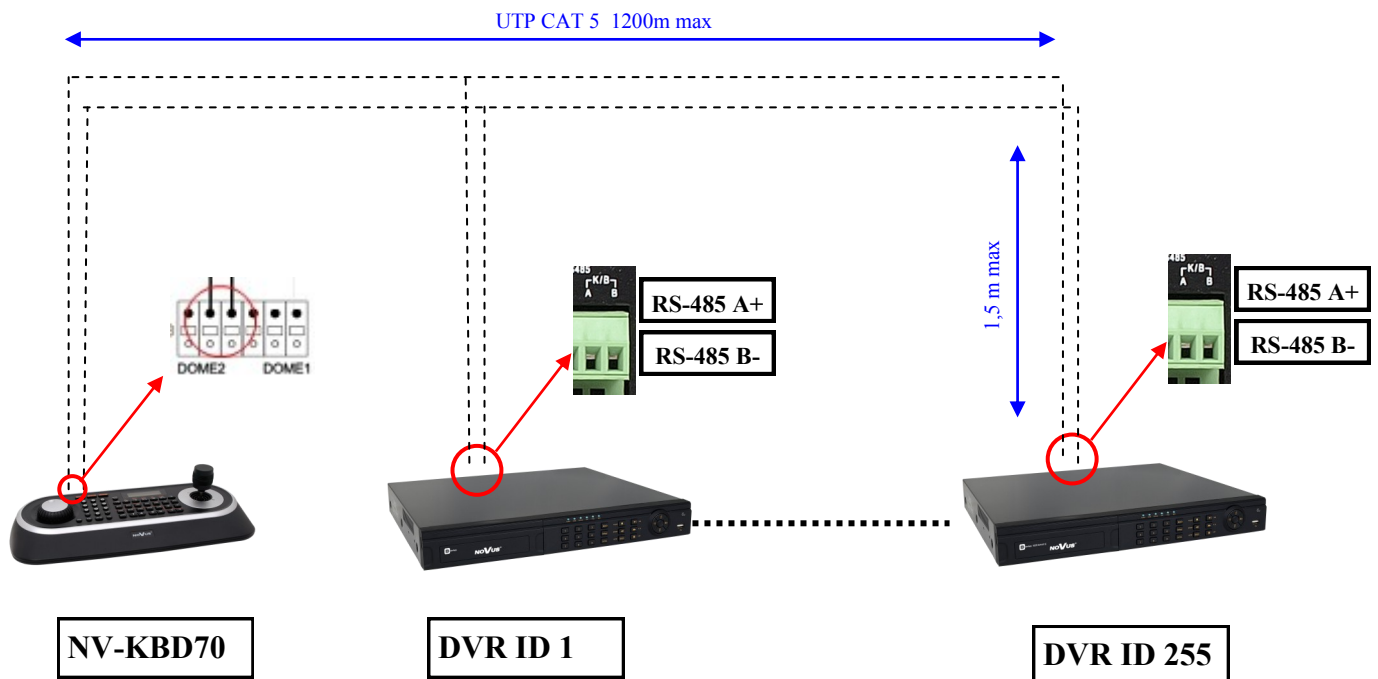 UTP CAT 5 1200m max
1,5 m max
K/B
A B
RS-485 A+
RS-485 B-
485
K/B
A B
RS-485 A+
RS-485 B-
DOME2 DOME1
NOVUS
NOVUS
NOVUS
NV-KBD70
DVR ID 1
DVR ID 255